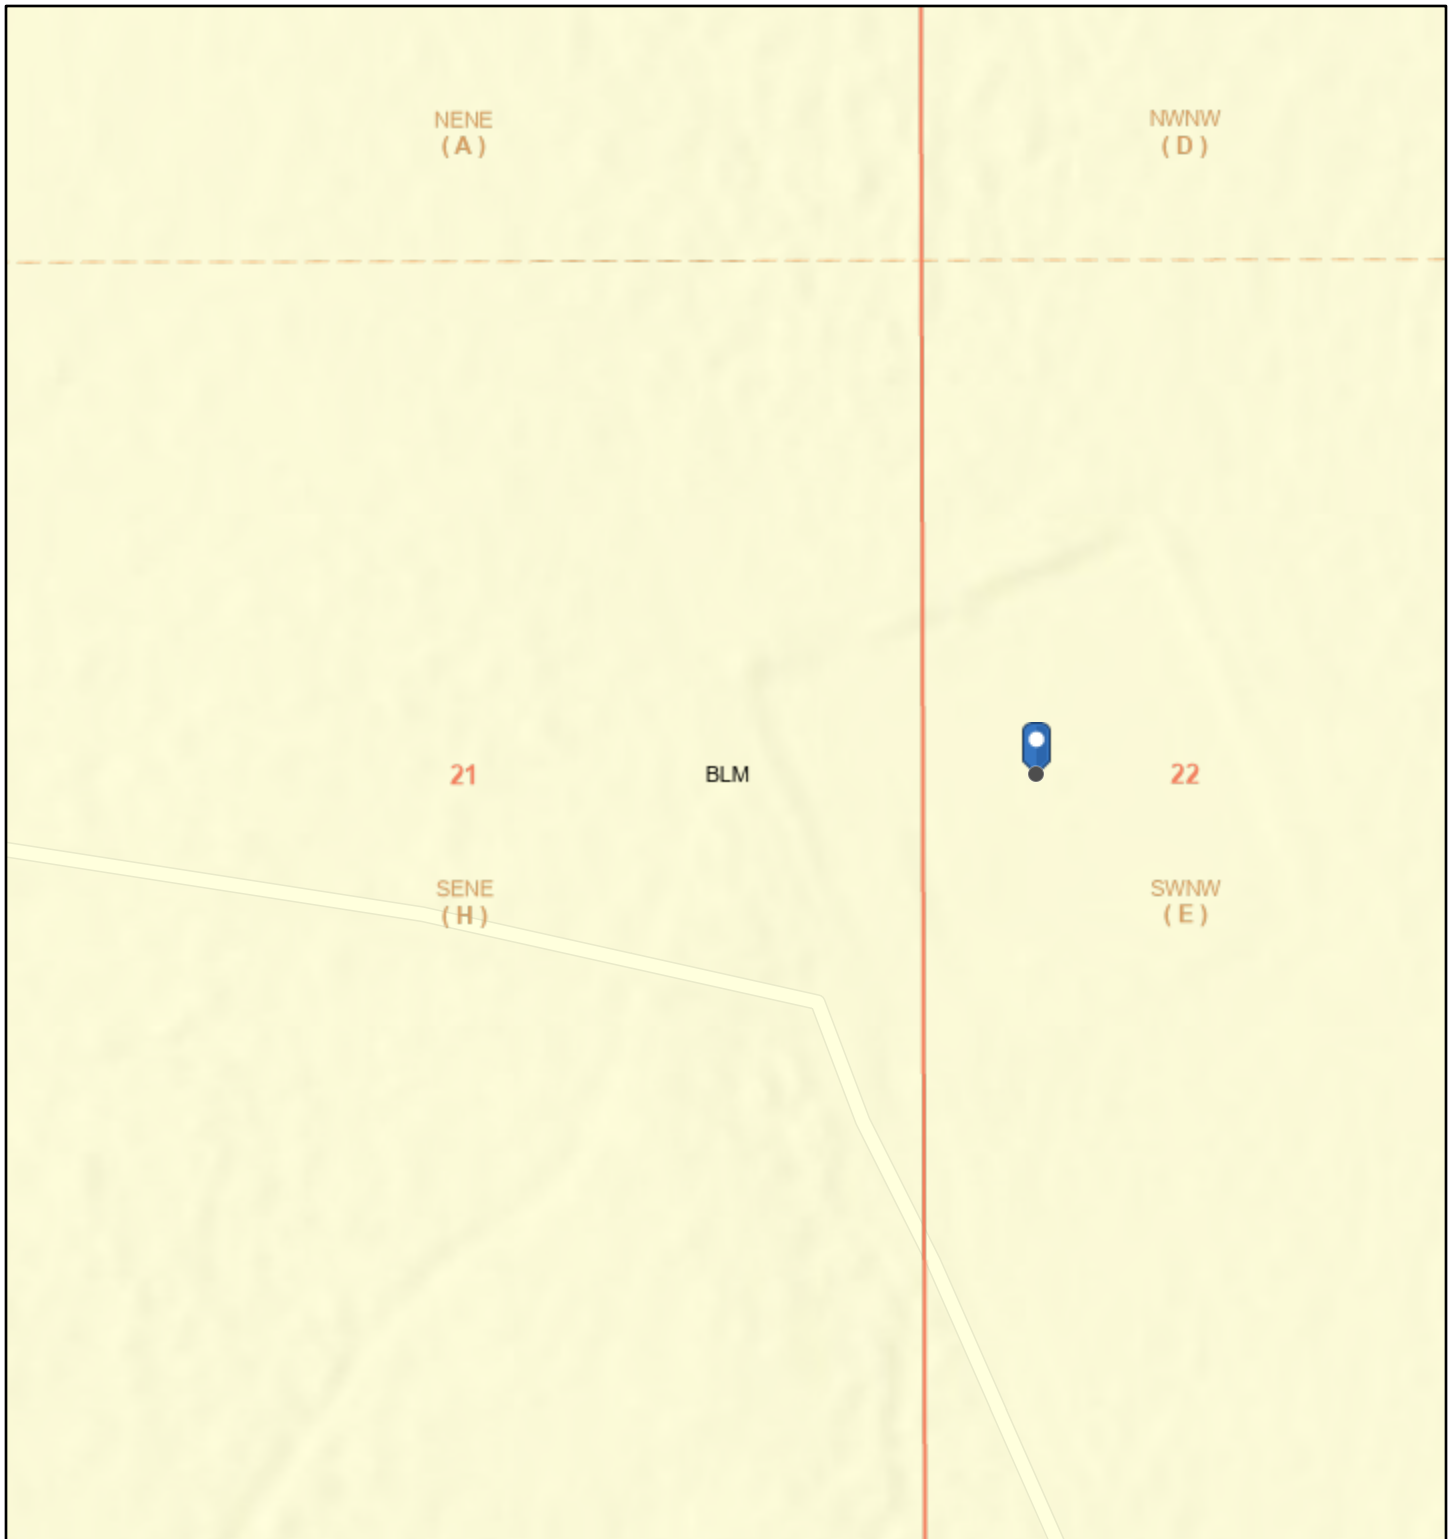 NENE
( A )
NWNW
( D )
21
BLM
22
SENE
( H )
SWNW
( E )